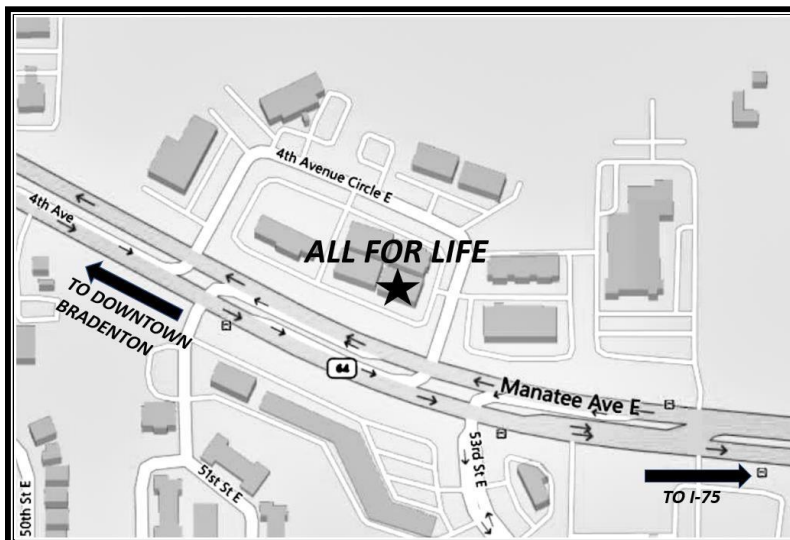 4th Avenue Circle E
4th Ave
ALL FOR LIFE
TO DOWNTOWN
BRADENTON
64
Manatee Ave E
53rd St E
51st St E
50th St E
TO I-75